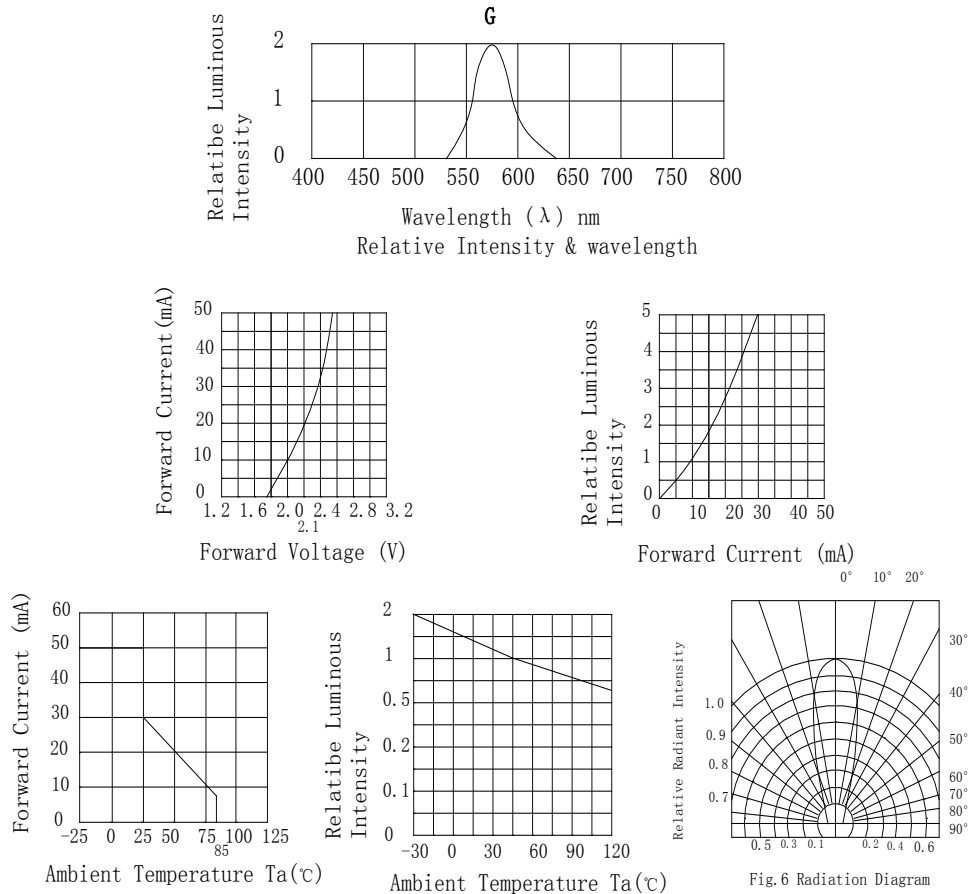 G
Relatibe Luminous
Intensity
2
1
0
400 450 500 550 600 650 700 750 800
Wavelength (λ) nm
Relative Intensity & wavelength
Forward Current(mA)
50
40
30
20
10
0
1.2 1.6 2.0 2.4 2.8 3.2
2.1
Forward Voltage (V)
Relatibe Luminous
Intensity
5
4
3
2
1
0
0 10 20 30 40 50
Forward Current (mA)
Forward Current (mA)
60
50
40
30
20
10
0
-25 0 25 50 75 100 125
85
Ambient Temperature Ta(℃)
Relatibe Luminous
Intensity
2
1
0.5
0.2
0.1
0
-30 0 30 60 90 120
Ambient Temperature Ta(℃)
0° 10° 20°
30°
40°
50°
60°
70°
80°
90°
Relative Radiant Intensity
1.0
0.9
0.8
0.7
0.5 0.3 0.1 0.2 0.4 0.6
Fig.6 Radiation Diagram